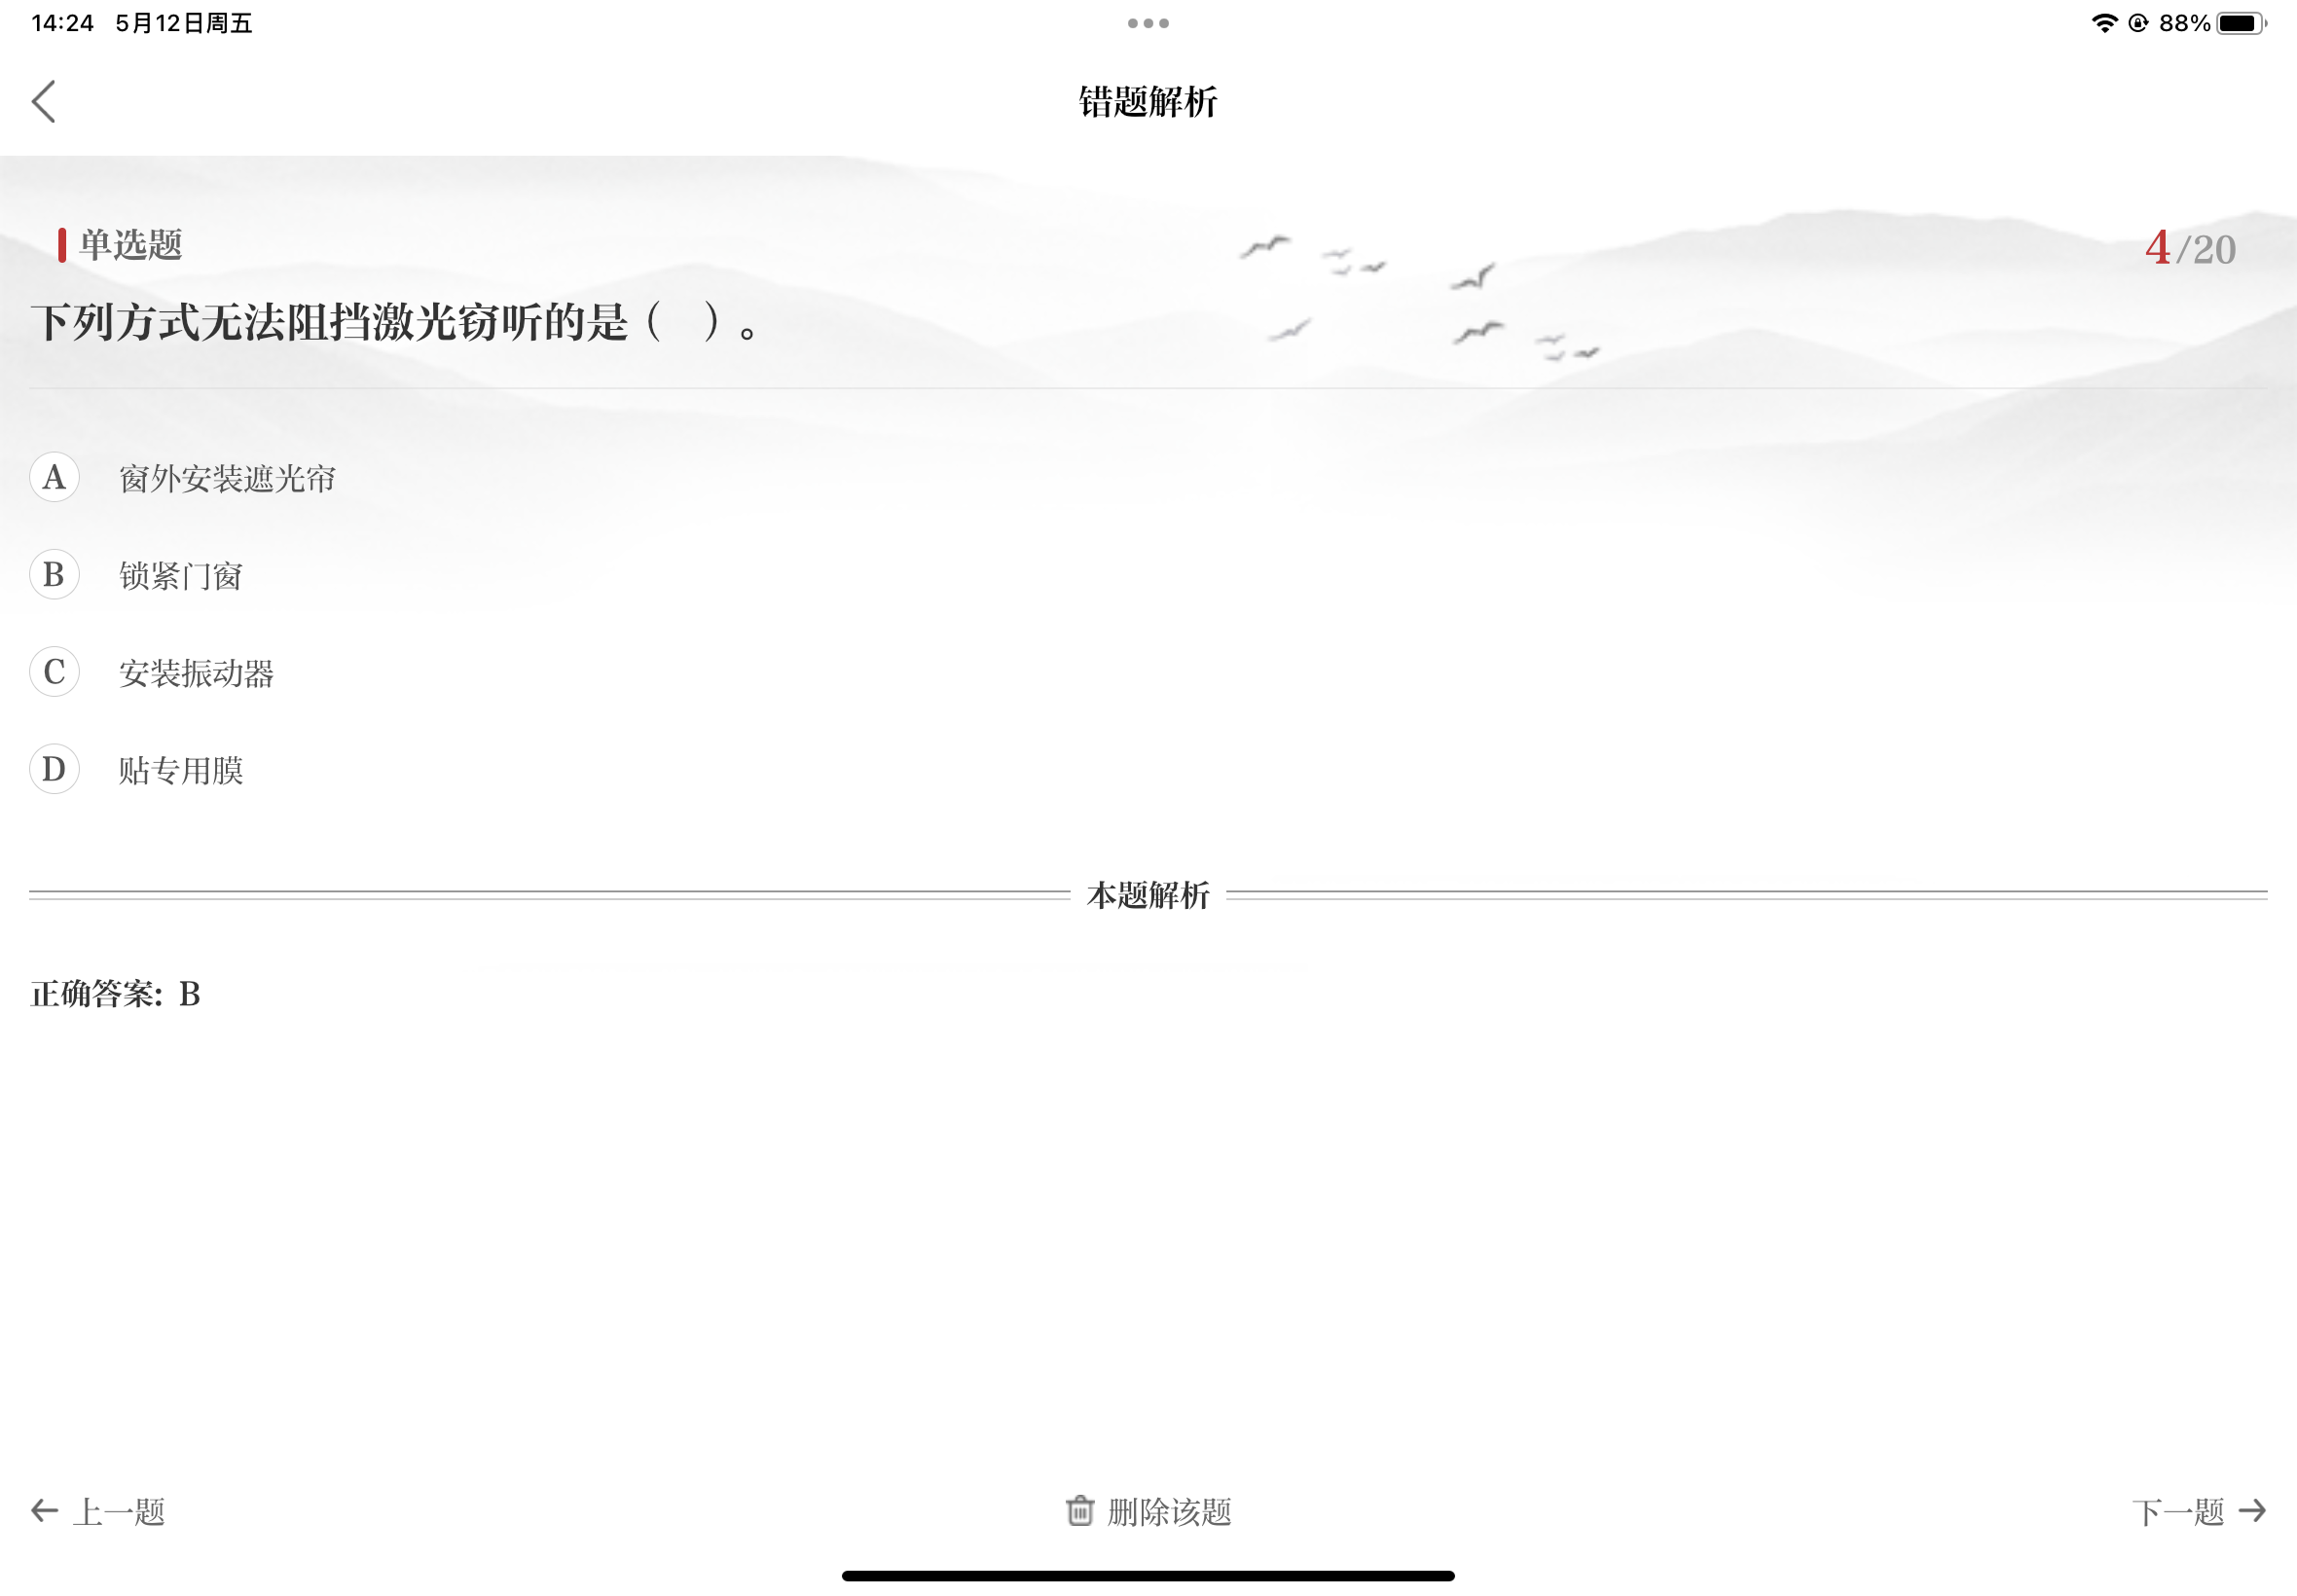 14:24 5月12日周五
88%
错题解析
单选题
4/20
下列方式无法阻挡激光窃听的是（ ）。
A 窗外安装遮光帘
B 锁紧门窗
C 安装振动器
D 贴专用膜
本题解析
正确答案: B
上一题
删除该题
下一题